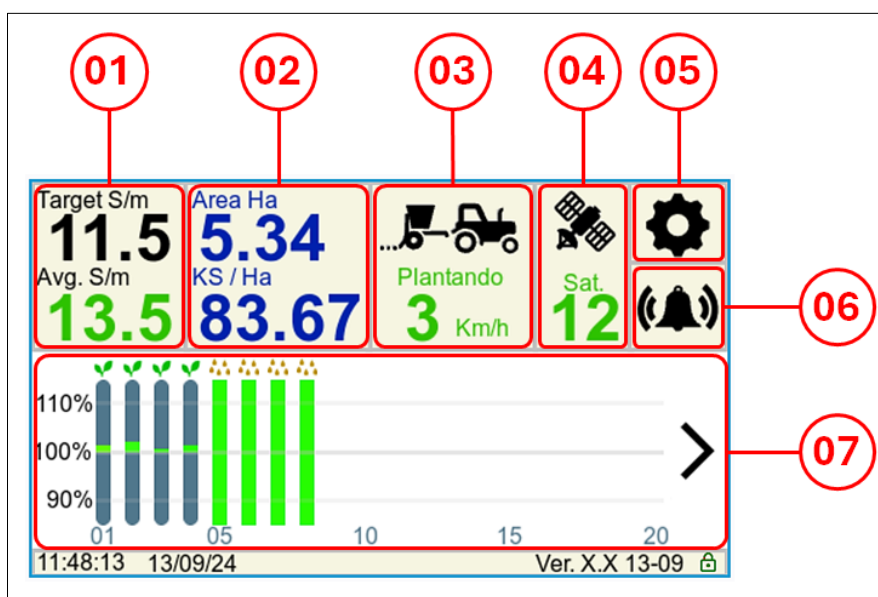 01 02 03 04 05
Target S/m
11.5
Avg. S/m
13.5
Area Ha
5.34
KS / Ha
83.67
Plantando
3 Km/h
Sat.
12
06
110%
100%
90%
01 05 10 15 20
07
11:48:13 13/09/24 Ver. X.X 13-09